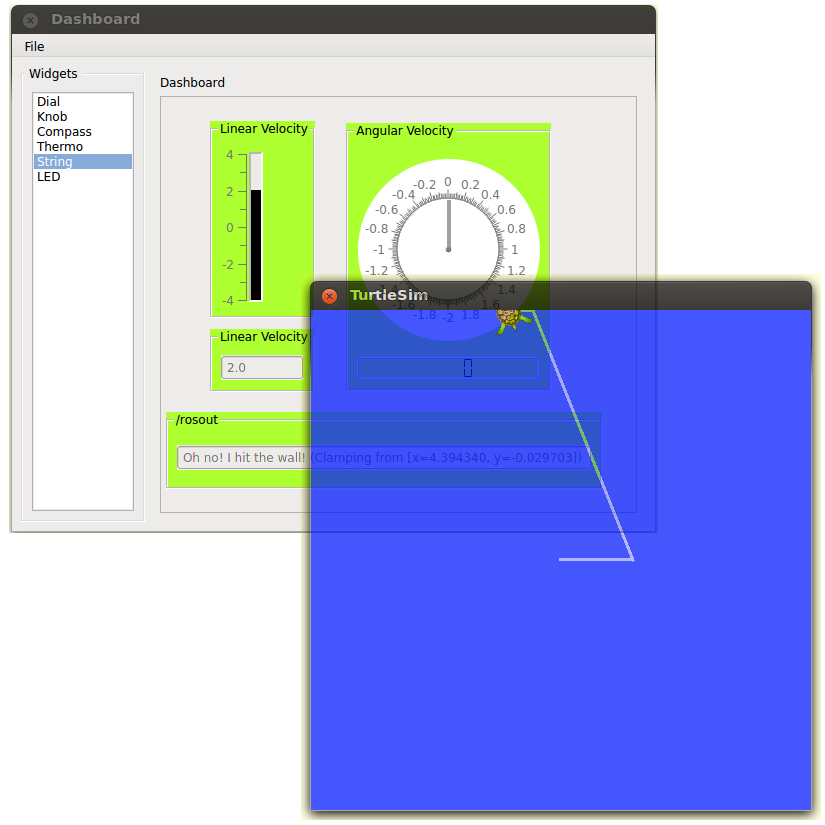 Dashboard
File
Widgets
Dial
Knob
Compass
Thermo
String
LED
Dashboard
Linear Velocity
4
2
0
-2
-4
Angular Velocity
-2
-1.8
-1.6
1.4
-1.2
-1
-0.8
-0.6
-0.4
-0.2
0
0.2
0.4
0.6
0.8
1
1.2
1.4
1.6
1.8
0
Linear Velocity
2.0
/rosout
Oh no! I hit the wall! (Clamping from [x=4.394340, y=-0.029703])
TurtleSim